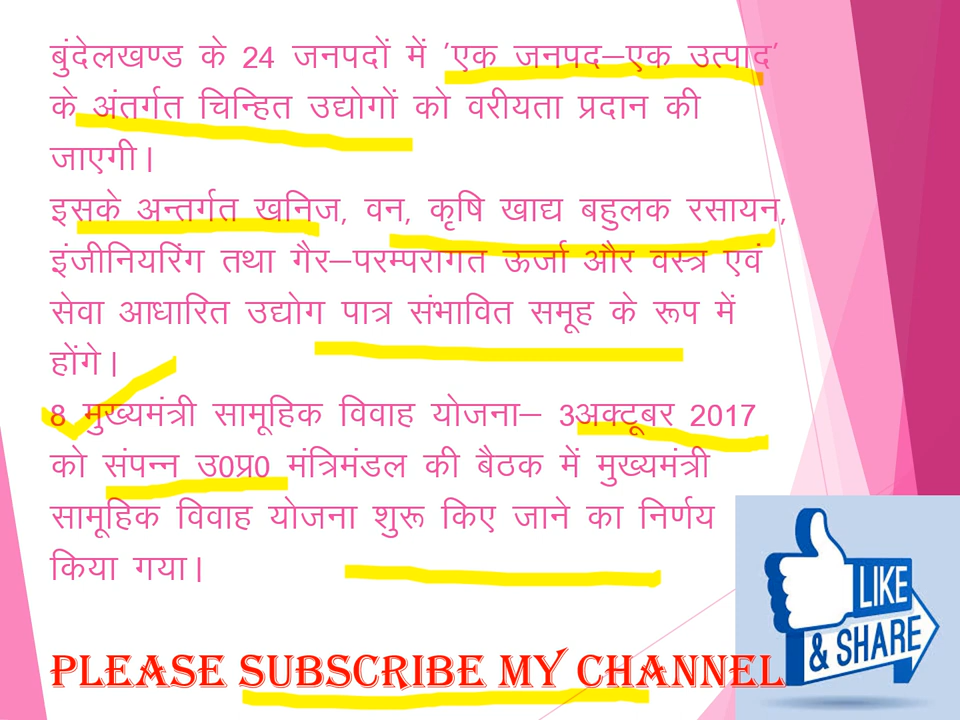 बुंदेलखण्ड के 24 जनपदों में 'एक जनपद–एक उत्पाद'
के अंतर्गत चिन्हित उद्योगों को वरीयता प्रदान की
जाएगी।
इसके अन्तर्गत खनिज, वन, कृषि खाद्य बहुलक रसायन,
इंजीनियरिंग तथा गैर–परम्परागत ऊर्जा और वस्त्र एवं
सेवा आधारित उद्योग पात्र संभावित समूह के रूप में
होंगे।
8 मुख्यमंत्री सामूहिक विवाह योजना– 3अक्टूबर 2017
को संपन्न उ0प्र0 मंत्रिमंडल की बैठक में मुख्यमंत्री
सामूहिक विवाह योजना शुरू किए जाने का निर्णय
किया गया।
LIKE
& SHARE
PLEASE SUBSCRIBE MY CHANNEL